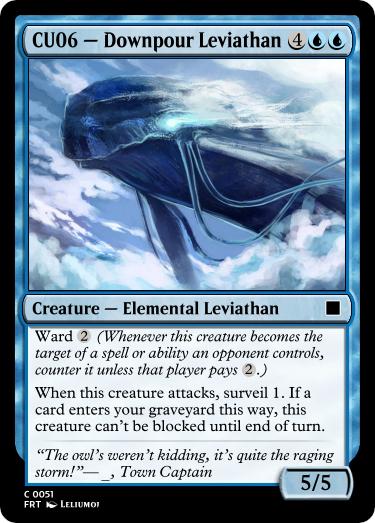 CU06 — Downpour Leviathan 4
Creature — Elemental Leviathan
Ward 2 (Whenever this creature becomes the
target of a spell or ability an opponent controls,
counter it unless that player pays 2.)
When this creature attacks, surveil 1. If a
card enters your graveyard this way, this
creature can't be blocked until end of turn.
"The owl's weren't kidding, it's quite the raging
storm!"— _, Town Captain
5/5
C 0051
FRT LELIUMOJ